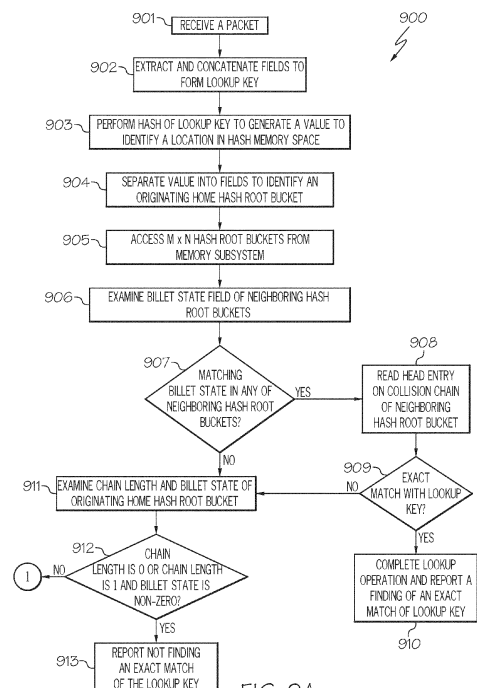 900
901
RECEIVE A PACKET
902
EXTRACT AND CONCATENATE FIELDS TO
FORM LOOKUP KEY
903
PERFORM HASH OF LOOKUP KEY TO GENERATE A VALUE TO
IDENTIFY A LOCATION IN HASH MEMORY SPACE
904
SEPARATE VALUE INTO FIELDS TO IDENTIFY AN
ORIGINATING HOME HASH ROOT BUCKET
905
ACCESS M x N HASH ROOT BUCKETS FROM
MEMORY SUBSYSTEM
906
EXAMINE BILLET STATE FIELD OF NEIGHBORING HASH
ROOT BUCKETS
907
MATCHING
BILLET STATE IN ANY OF
NEIGHBORING HASH ROOT
BUCKETS?
YES
NO
908
READ HEAD ENTRY
ON COLLISION CHAIN
OF NEIGHBORING
HASH ROOT BUCKET
909
EXACT
MATCH WITH LOOKUP
KEY?
NO
YES
910
COMPLETE LOOKUP
OPERATION AND REPORT A
FINDING OF AN EXACT
MATCH OF LOOKUP KEY
911
EXAMINE CHAIN LENGTH AND BILLET STATE OF
ORIGINATING HOME HASH ROOT BUCKET
912
CHAIN
LENGTH IS 0 OR CHAIN LENGTH
IS 1 AND BILLET STATE IS
NON-ZERO?
NO
1
YES
913
REPORT NOT FINDING
AN EXACT MATCH
OF THE LOOKUP KEY
FIG. 9A